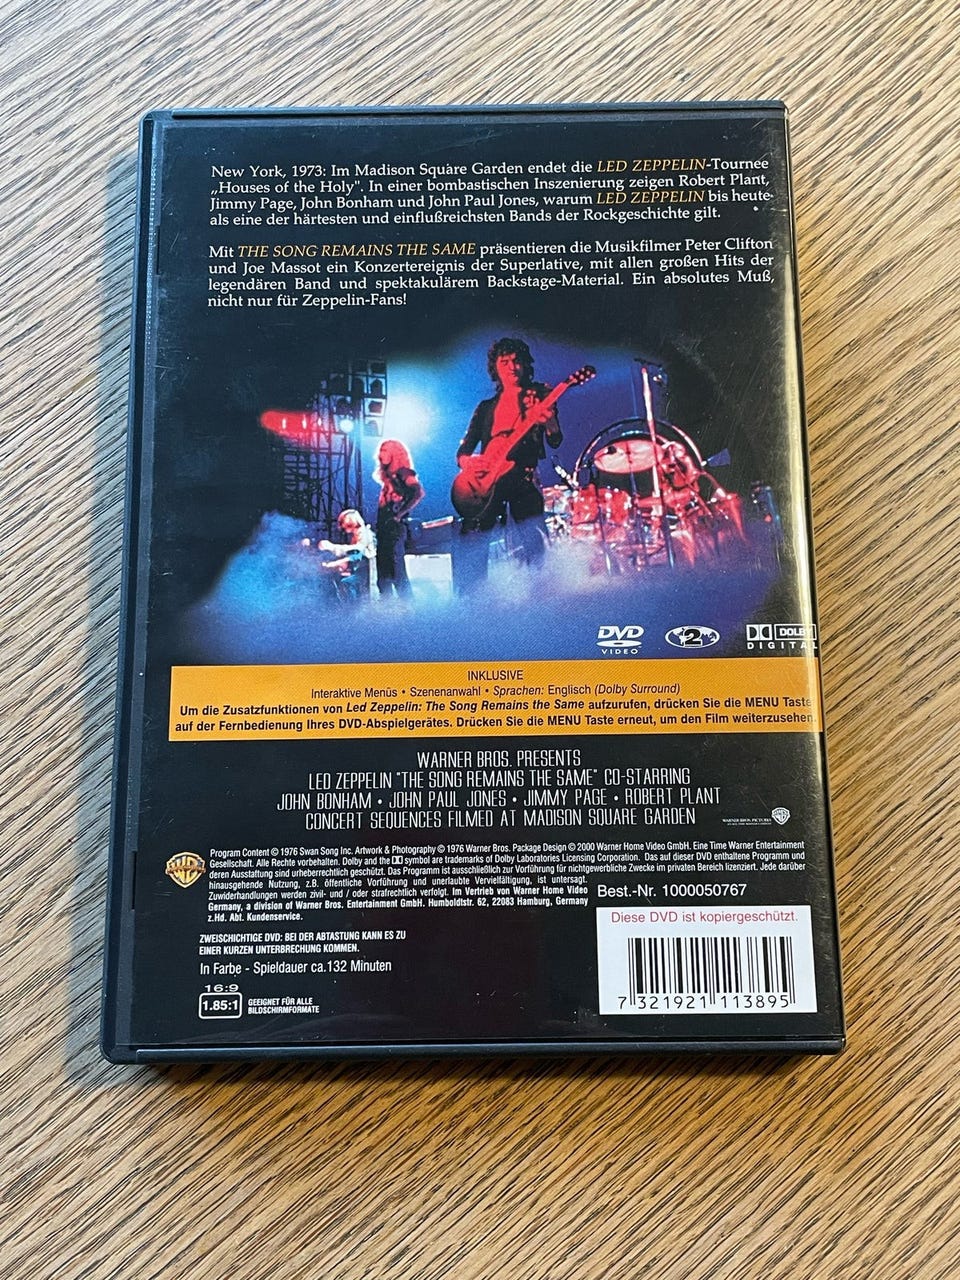 New York, 1973: Im Madison Square Garden endet die LED ZEPPELIN-Tournee
„Houses of the Holy". In einer bombastischen Inszenierung zeigen Robert Plant,
Jimmy Page, John Bonham und John Paul Jones, warum LED ZEPPELIN bis heute
als eine der härtesten und einflußreichsten Bands der Rockgeschichte gilt.
Mit THE SONG REMAINS THE SAME präsentieren die Musikfilmer Peter Clifton
und Joe Massot ein Konzertereignis der Superlative, mit allen großen Hits der
legendären Band und spektakulärem Backstage-Material. Ein absolutes Muß,
nicht nur für Zeppelin-Fans!
DVD VIDEO 2 DOLBY DIGITAL
INKLUSIVE
Interaktive Menüs • Szenenanwahl • Sprachen: Englisch (Dolby Surround)
Um die Zusatzfunktionen von Led Zeppelin: The Song Remains the Same aufzurufen, drücken Sie die MENU Taste
auf der Fernbedienung Ihres DVD-Abspielgerätes. Drücken Sie die MENU Taste erneut, um den Film weiterzusehen.
WARNER BROS. PRESENTS
LED ZEPPELIN "THE SONG REMAINS THE SAME" CO-STARRING
JOHN BONHAM • JOHN PAUL JONES • JIMMY PAGE • ROBERT PLANT
CONCERT SEQUENCES FILMED AT MADISON SQUARE GARDEN
WARNER BROS. PICTURES
Program Content © 1976 Swan Song Inc. Artwork & Photography © 1976 Warner Bros. Package Design © 2000 Warner Home Video GmbH. Eine Time Warner Entertainment
Gesellschaft. Alle Rechte vorbehalten. Dolby and the symbol are trademarks of Dolby Laboratories Licensing Corporation. Das auf dieser DVD enthaltene Programm und
deren Ausstattung sind urheberrechtlich geschützt. Das Programm ist ausschließlich zur Vorführung für nichtgewerbliche Zwecke im privaten Bereich lizenziert. Jede darüber
hinausgehende Nutzung, z.B. öffentliche Vorführung und unerlaubte Vervielfältigung, ist untersagt.
Zuwiderhandlungen werden zivil- und / oder strafrechtlich verfolgt. Im Vertrieb von Warner Home Video
Germany, a division of Warner Bros. Entertainment GmbH. Humboldtstr. 62, 22083 Hamburg, Germany
z.Hd. Abt. Kundenservice.
Best.-Nr. 1000050767
Diese DVD ist kopiergeschützt.
ZWEISCHICHTIGE DVD: BEI DER ABTASTUNG KANN ES ZU
EINER KURZEN UNTERBRECHUNG KOMMEN.
In Farbe - Spieldauer ca.132 Minuten
16:9
1.85:1 GEEIGNET FÜR ALLE
BILDSCHIRMFORMATE
7 321921 113895